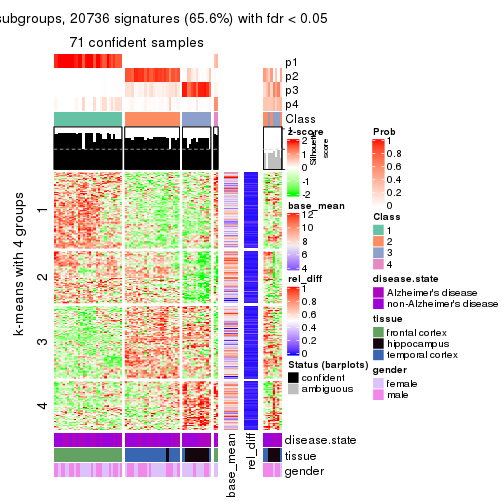 subgroups, 20736 signatures (65.6%) with fdr < 0.05
71 confident samples
p1
p2
p3
p4
Class
Silhouette
score
k-means with 4 groups
1
2
3
4
disease.state
tissue
gender
base_mean
rel_diff
z-score
2
1
0
-1
-2
base_mean
12
10
8
6
4
rel_diff
1
0.8
0.6
0.4
0.2
0
Status (barplots)
confident
ambiguous
Prob
1
0.8
0.6
0.4
0.2
0
Class
1
2
3
4
disease.state
Alzheimer's disease
non-Alzheimer's disease
tissue
frontal cortex
hippocampus
temporal cortex
gender
female
male